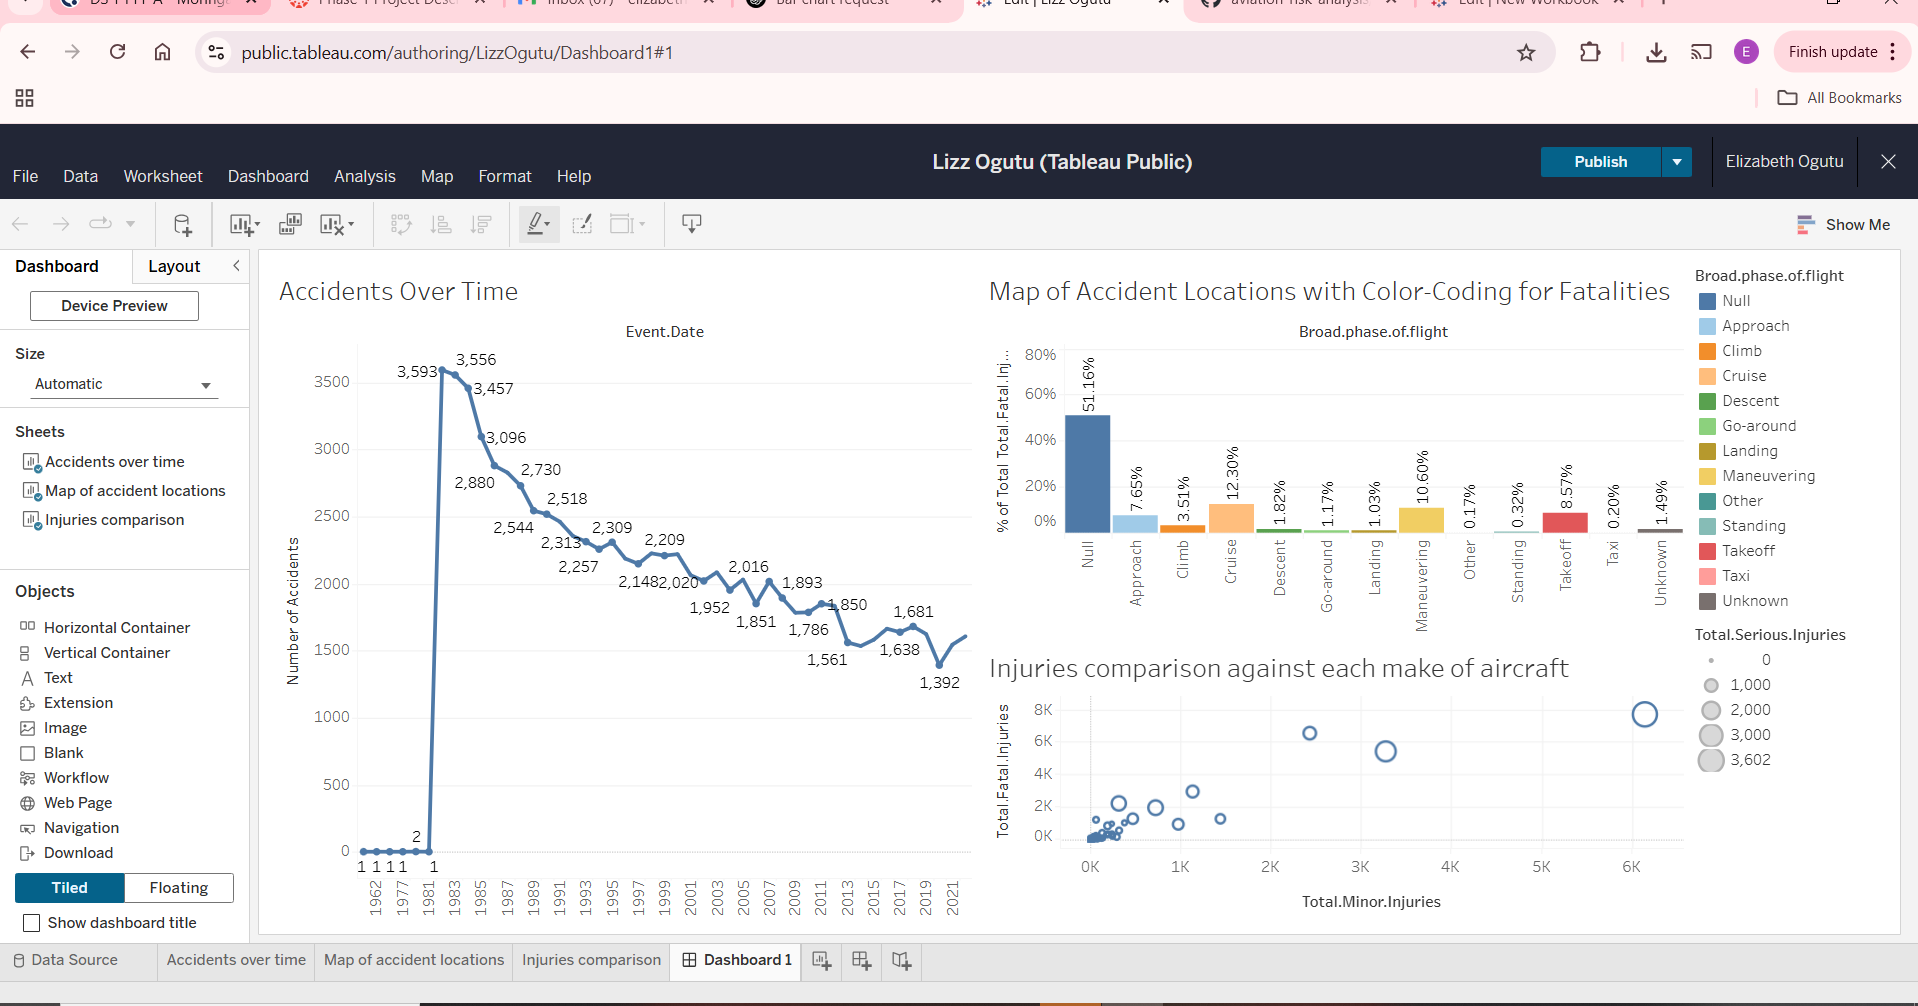 public.tableau.com/authoring/LizzOgutu/Dashboard1#1
E
Finish update
All Bookmarks
Lizz Ogutu (Tableau Public)
Publish
Elizabeth Ogutu
File Data Worksheet Dashboard Analysis Map Format Help
Show Me
Dashboard Layout
Device Preview
Size
Automatic
Sheets
Accidents over time
Map of accident locations
Injuries comparison
Objects
Horizontal Container
Vertical Container
Text
Extension
Image
Blank
Workflow
Web Page
Navigation
Download
Tiled Floating
Show dashboard title
Accidents Over Time
Event.Date
Number of Accidents
3500
3000
2500
2000
1500
1000
500
0
3,593
3,556
3,457
3,096
2,880
2,730
2,544
2,518
2,313
2,257
2,309
2,148
2,209
2,020
1,952
2,016
1,851
1,893
1,786
1,850
1,561
1,638
1,681
1,392
1 1 1 1 2 1
1962 1977 1981 1983 1985 1987 1989 1991 1993 1995 1997 1999 2001 2003 2005 2007 2009 2011 2013 2015 2017 2019 2021
Map of Accident Locations with Color-Coding for Fatalities
Broad.phase.of.flight
% of Total Total.Fatal.Inj...
80%
60%
40%
20%
0%
51.16% 7.65% 3.51% 12.30% 1.82% 1.17% 1.03% 10.60% 0.17% 0.32% 8.57% 0.20% 1.49%
Null Approach Climb Cruise Descent Go-around Landing Maneuvering Other Standing Takeoff Taxi Unknown
Injuries comparison against each make of aircraft
Total.Fatal.Injuries
8K
6K
4K
2K
0K
0K 1K 2K 3K 4K 5K 6K
Total.Minor.Injuries
Broad.phase.of.flight
Null
Approach
Climb
Cruise
Descent
Go-around
Landing
Maneuvering
Other
Standing
Takeoff
Taxi
Unknown
Total.Serious.Injuries
0
1,000
2,000
3,000
3,602
Data Source Accidents over time Map of accident locations Injuries comparison Dashboard 1